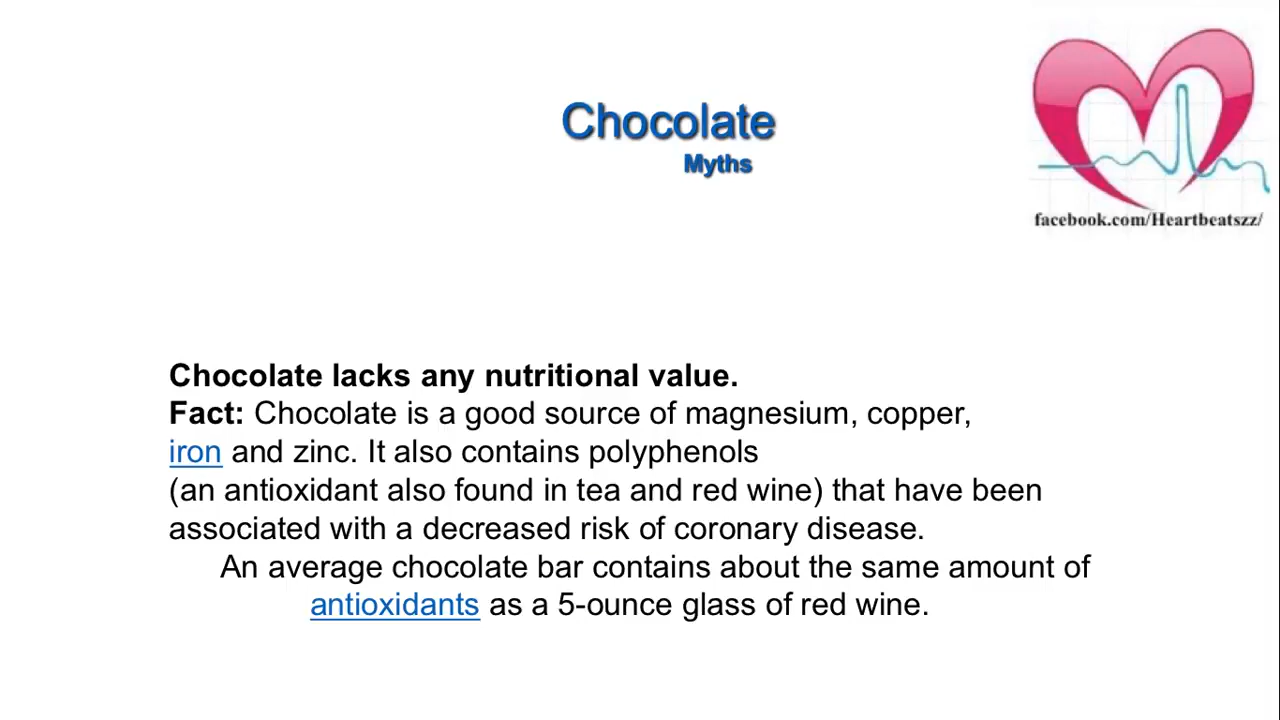 Chocolate
Myths
facebook.com/Heartbeatszz/
Chocolate lacks any nutritional value.
Fact: Chocolate is a good source of magnesium, copper,
iron and zinc. It also contains polyphenols
(an antioxidant also found in tea and red wine) that have been
associated with a decreased risk of coronary disease.
An average chocolate bar contains about the same amount of
antioxidants as a 5-ounce glass of red wine.